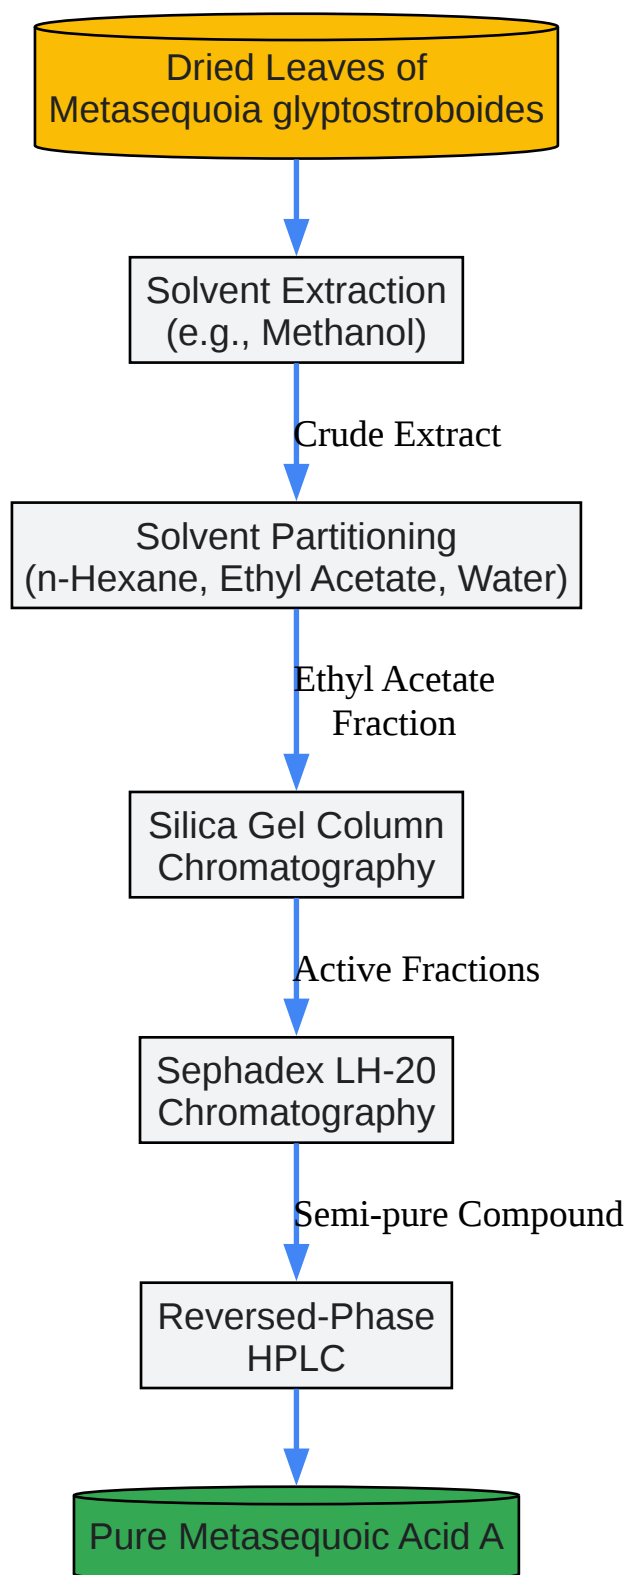 Dried Leaves of
Metasequoia glyptostroboides
Solvent Extraction
(e.g., Methanol)
Crude Extract
Solvent Partitioning
(n-Hexane, Ethyl Acetate, Water)
Ethyl Acetate
Fraction
Silica Gel Column
Chromatography
Active Fractions
Sephadex LH-20
Chromatography
Semi-pure Compound
Reversed-Phase
HPLC
Pure Metasequoic Acid A